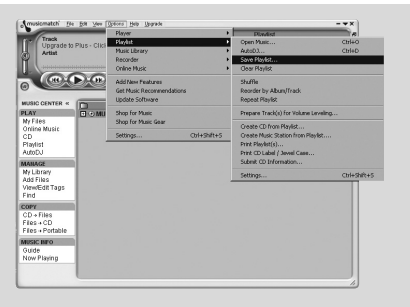 musicmatch File Edit View Options Help Upgrade
Track
Upgrade to Plus - Clic
Artist
Player
Playlist
Music Library
Recorder
Online Music
Add New Features
Get Music Recommendations
Update Software
Shop for Music
Shop for Music Gear
Settings... Ctrl+Shift+S
Playlist
Open Music... Ctrl+O
AutoDJ... Ctrl+D
Save Playlist...
Clear Playlist
Shuffle
Reorder by Album/Track
Repeat Playlist
Prepare Track(s) for Volume Leveling...
Create CD from Playlist...
Create Music Station from Playlist....
Print Playlist(s)...
Print CD Label / Jewel Case...
Submit CD Information...
Settings... Ctrl+Shift+S
MUSIC CENTER «
PLAY
My Files
Online Music
CD
Playlist
AutoDJ
MANAGE
My Library
Add Files
View/Edit Tags
Find
COPY
CD → Files
Files → CD
Files → Portable
MUSIC INFO
Guide
Now Playing
MU